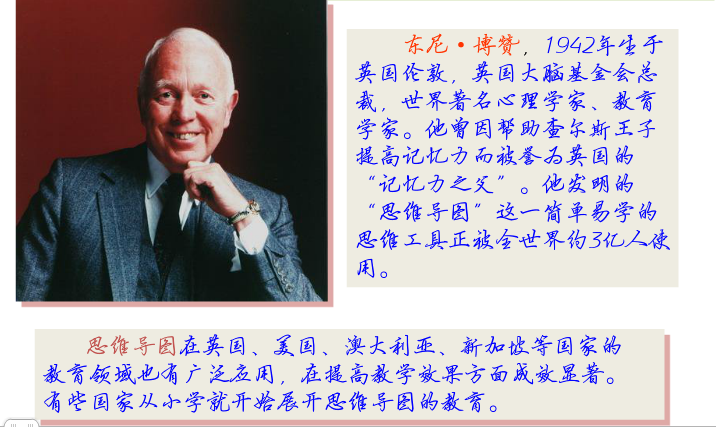 东尼·博赞，1942年生于
英国伦敦，英国大脑基金会总
裁，世界著名心理学家、教育
学家。他曾因帮助查尔斯王子
提高记忆力而被誉为英国的
“记忆力之父”。他发明的
“思维导图”这一简单易学的
思维工具正被全世界约3亿人使
用。
思维导图在英国、美国、澳大利亚、新加坡等国家的
教育领域也有广泛应用，在提高教学效果方面成效显著。
有些国家从小学就开始展开思维导图的教育。